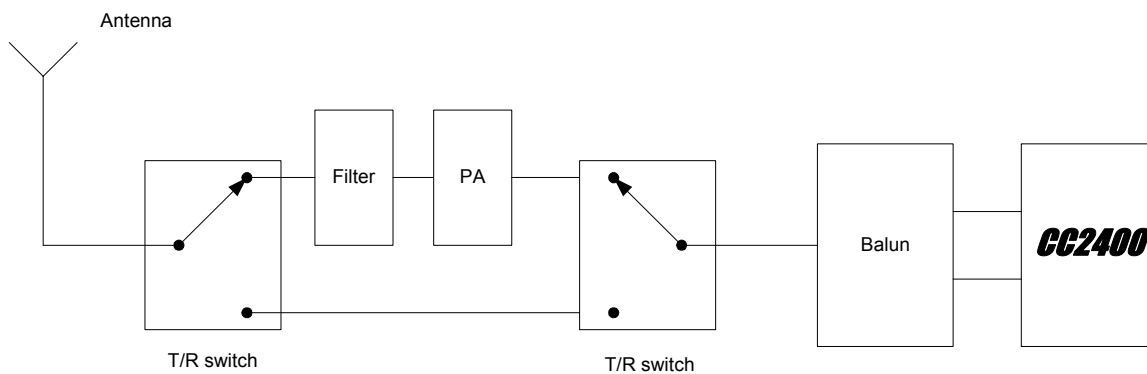 Antenna
Filter
PA
Balun
CC2400
T/R switch
T/R switch